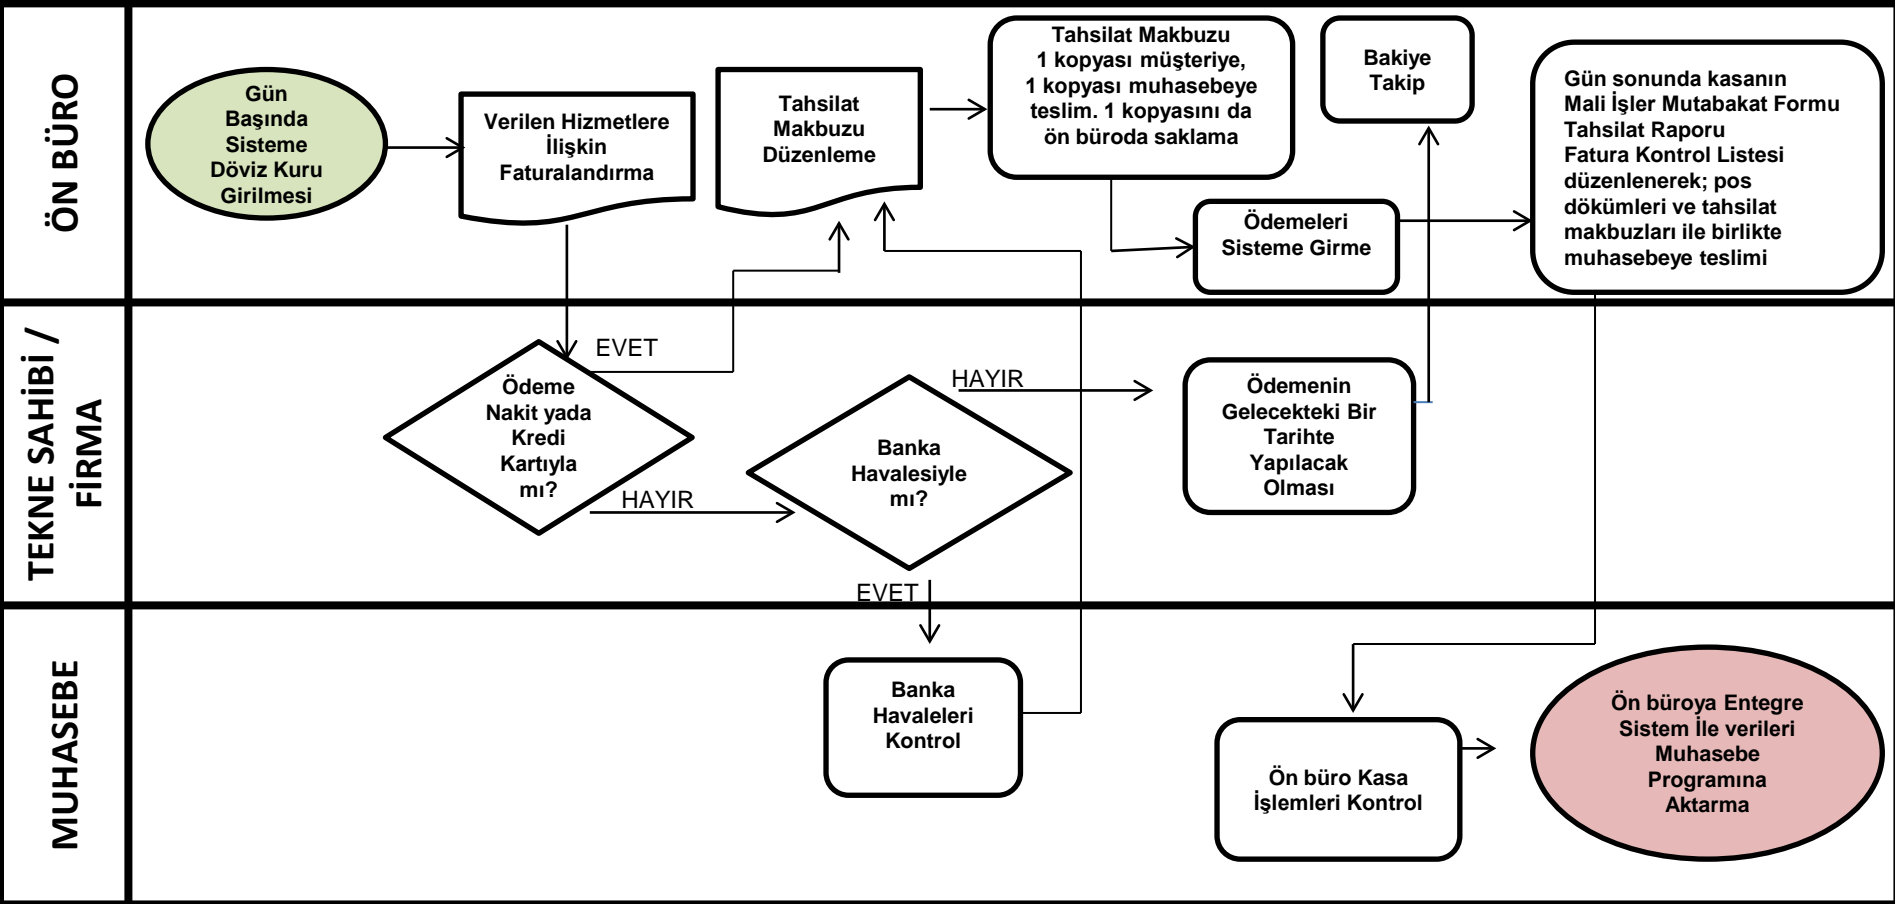 ÖN BÜRO
Gün
Başında
Sisteme
Döviz Kuru
Girilmesi
Verilen Hizmetlere
İlişkin
Faturalandırma
Tahsilat
Makbuzu
Düzenleme
Tahsilat Makbuzu
1 kopyası müşteriye,
1 kopyası muhasebeye
teslim. 1 kopyasını da
ön büroda saklama
Ödemeleri
Sisteme Girme
Bakiye
Takip
Gün sonunda kasanın
Mali İşler Mutabakat Formu
Tahsilat Raporu
Fatura Kontrol Listesi
düzenlenerek; pos
dökümleri ve tahsilat
makbuzları ile birlikte
muhasebeye teslimi
TEKNE SAHİBİ /
FİRMA
EVET
Ödeme
Nakit yada
Kredi
Kartıyla
mı?
HAYIR
Banka
Havalesiyle
mı?
HAYIR
EVET
Ödemenin
Gelecekteki Bir
Tarihte
Yapılacak
Olması
MUHASEBE
Banka
Havaleleri
Kontrol
Ön büro Kasa
İşlemleri Kontrol
Ön büroya Entegre
Sistem İle verileri
Muhasebe
Programına
Aktarma